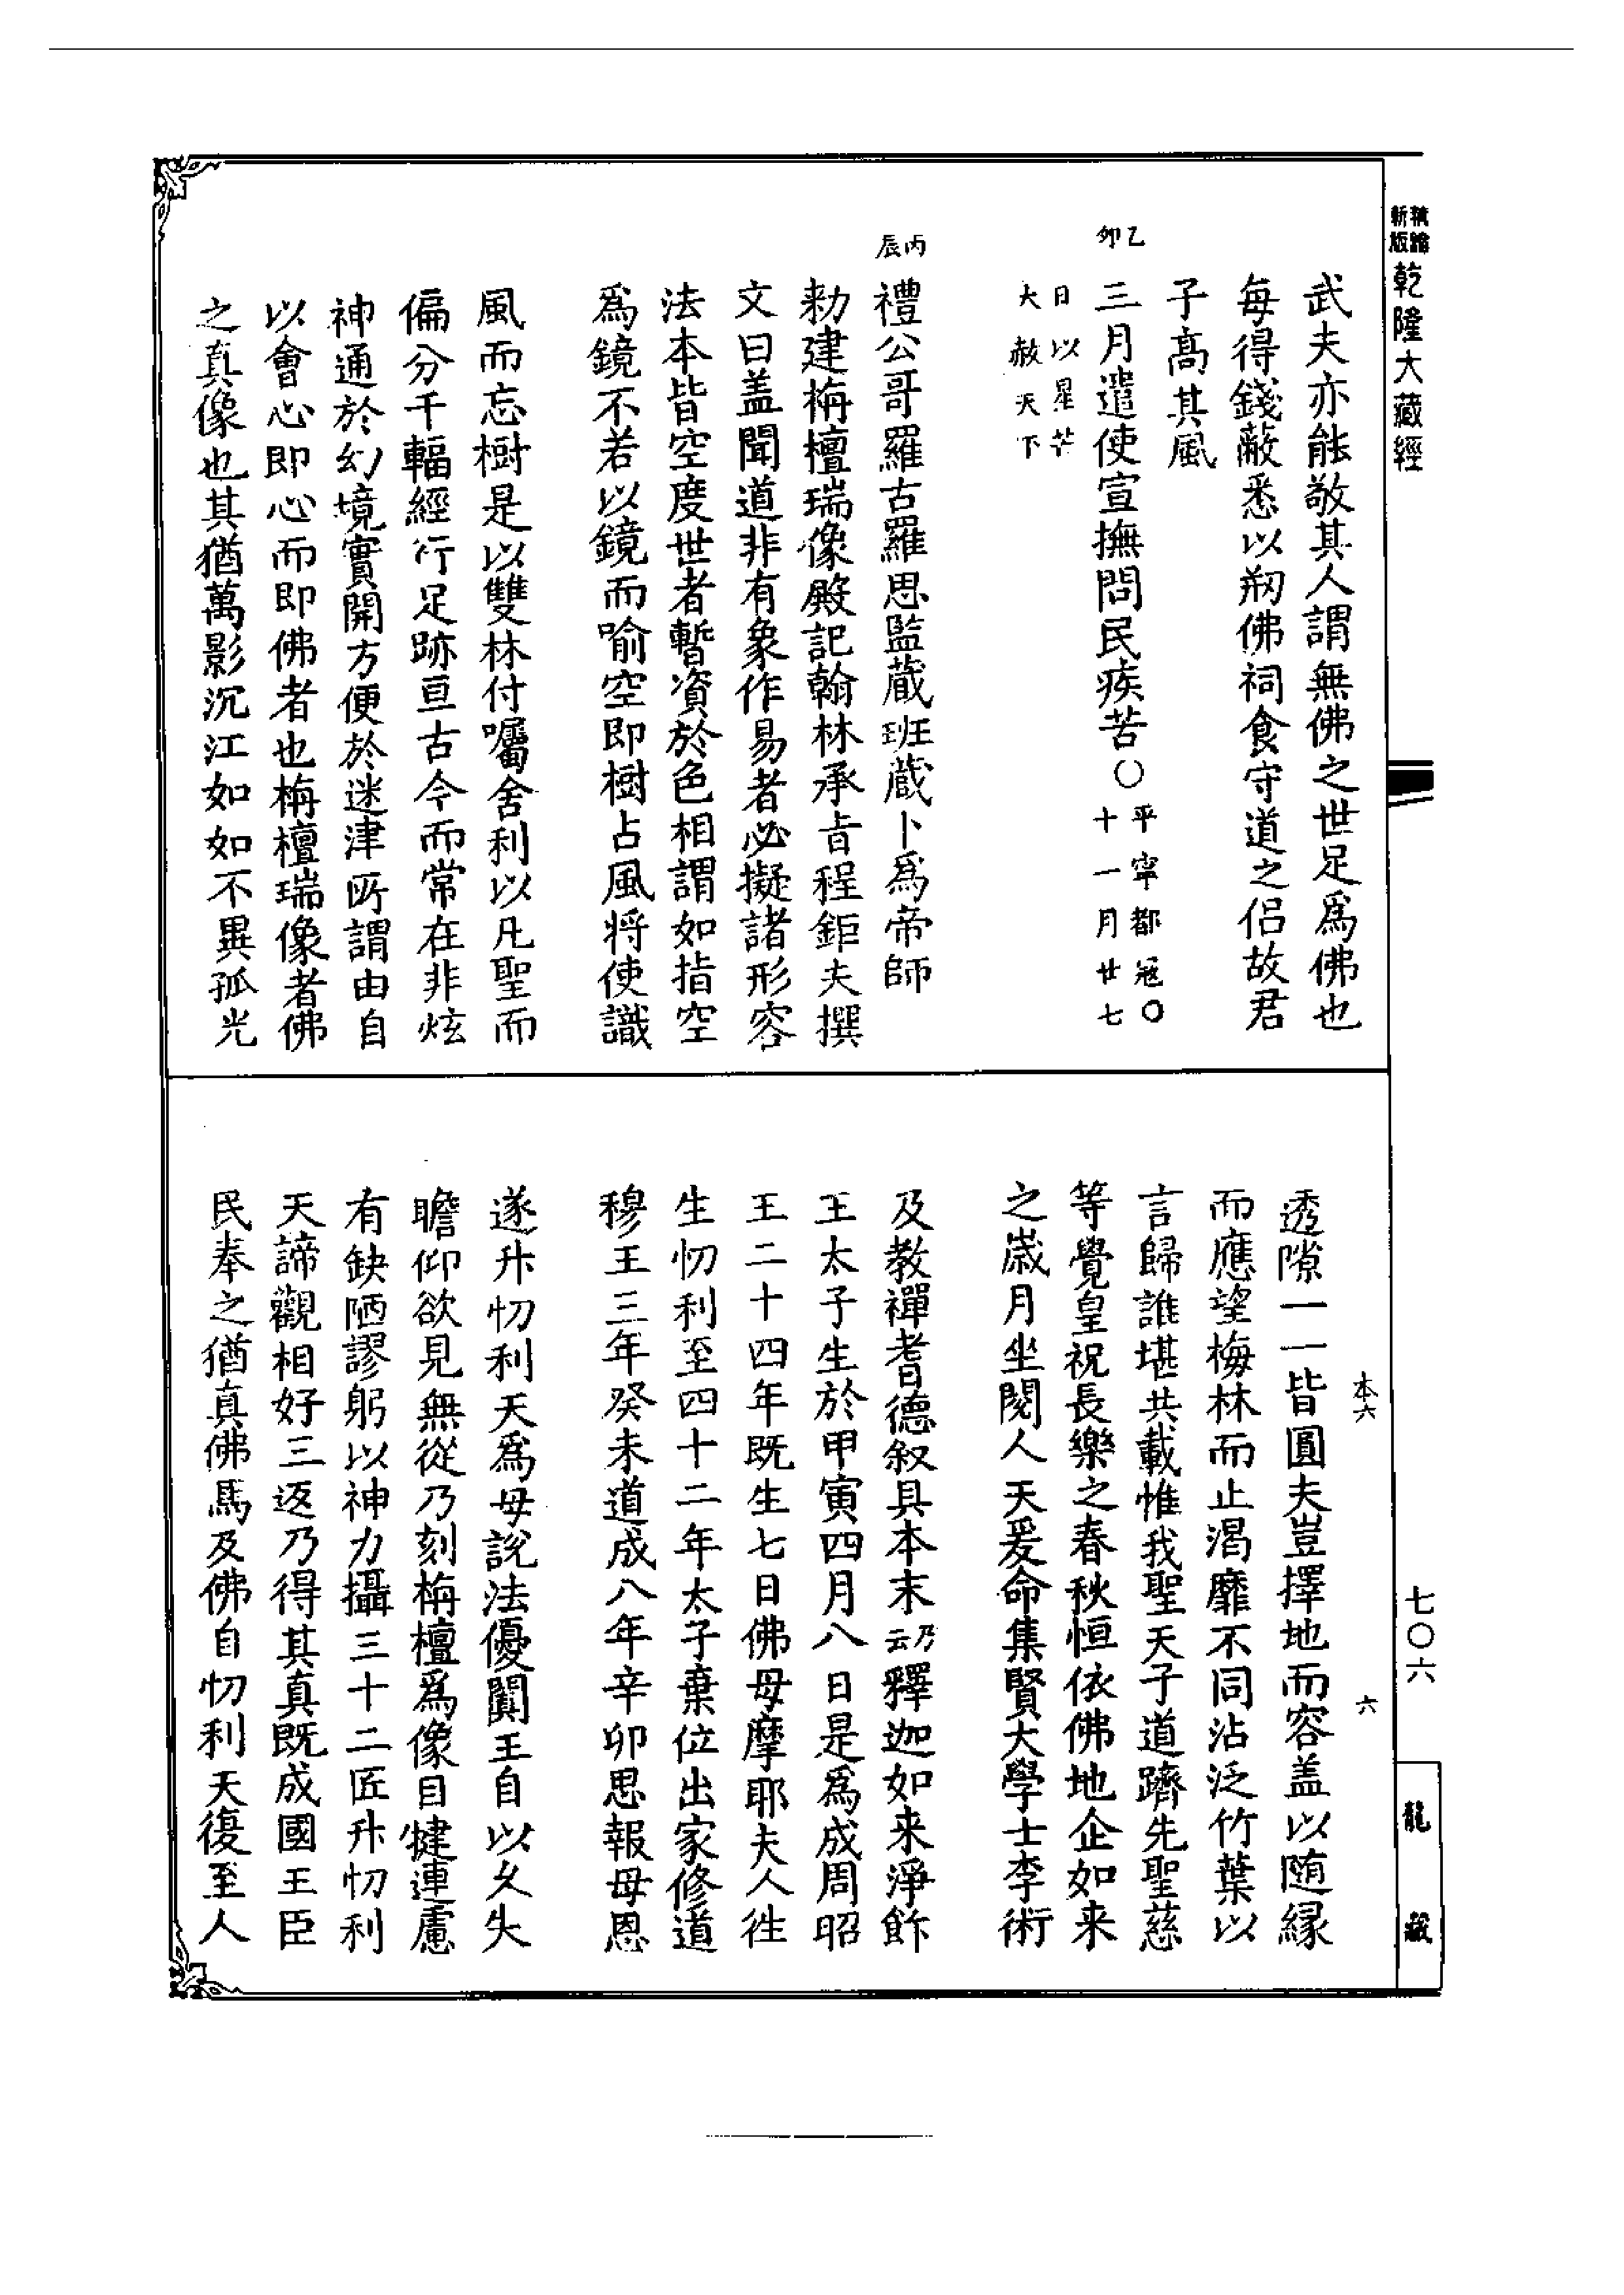 新版
精縮
乾隆大藏經
武夫亦能敬其人謂無佛之世足爲佛也
每得錢蔽悉以剏佛祠食守道之侣故君
子髙其風
乙卯
三月遣使宣撫問民疾苦〇平寜都冦〇十一月廿七
日以星芒大赦天下
丙辰
禮公哥羅古羅思監藏班藏卜爲帝師
勅建栴檀瑞像殿記翰林承㫖程鉅夫撰
文曰盖聞道非有象作易者必擬諸形容
法本皆空度世者暫資於色相謂如指空
爲鏡不若以鏡而喻空即樹占風将使識
風而忘樹是以雙林付囑舍利以凡聖而
偏分千輻經行足跡亘古今而常在非炫
神通於幻境實開方便於迷津所謂由自
以會心即心而即佛者也栴檀瑞像者佛
之真像也其猶萬影沉江如如不異孤光
本六
六
透隙一一皆圓夫豈擇地而容盖以随縁
而應望梅林而止渴靡不同沾泛竹葉以
言歸誰堪共載惟我聖天子道躋先聖慈
等覺皇祝長樂之春秋恒依佛地企如来
之歲月坐閱人天爰命集賢大學士李衎
及教禪耆德叙其本末乃云釋迦如来淨飰
王太子生於甲寅四月八日是爲成周昭
王二十四年既生七日佛母摩耶夫人徃
生忉利至四十二年太子棄位出家修道
穆王三年癸未道成八年辛卯思報母恩
遂升忉利天爲母說法優闐王自以久失
瞻仰欲見無從乃刻栴檀爲像目犍連慮
有缺陋謬躬以神力攝三十二匠升忉利
天諦觀相好三返乃得其真既成國王臣
民奉之猶真佛焉及佛自忉利天復至人
七〇六
龍藏